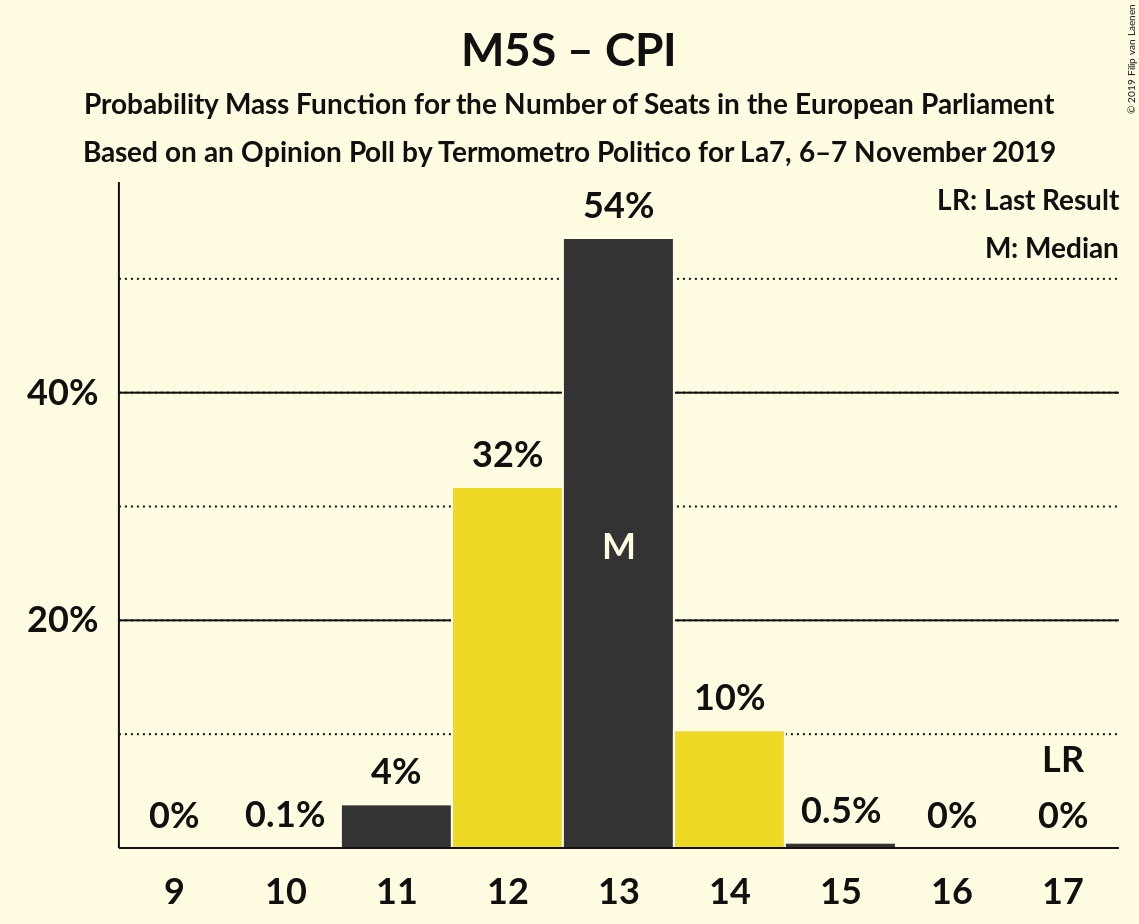 M5S – CPI
Probability Mass Function for the Number of Seats in the European Parliament
Based on an Opinion Poll by Termometro Politico for La7, 6–7 November 2019
© 2019 Filip van Laenen
LR: Last Result
M: Median
54%
40%
32%
M
20%
10%
LR
4%
0%
0.1%
0.5%
0%
0%
9
10
11
12
13
14
15
16
17